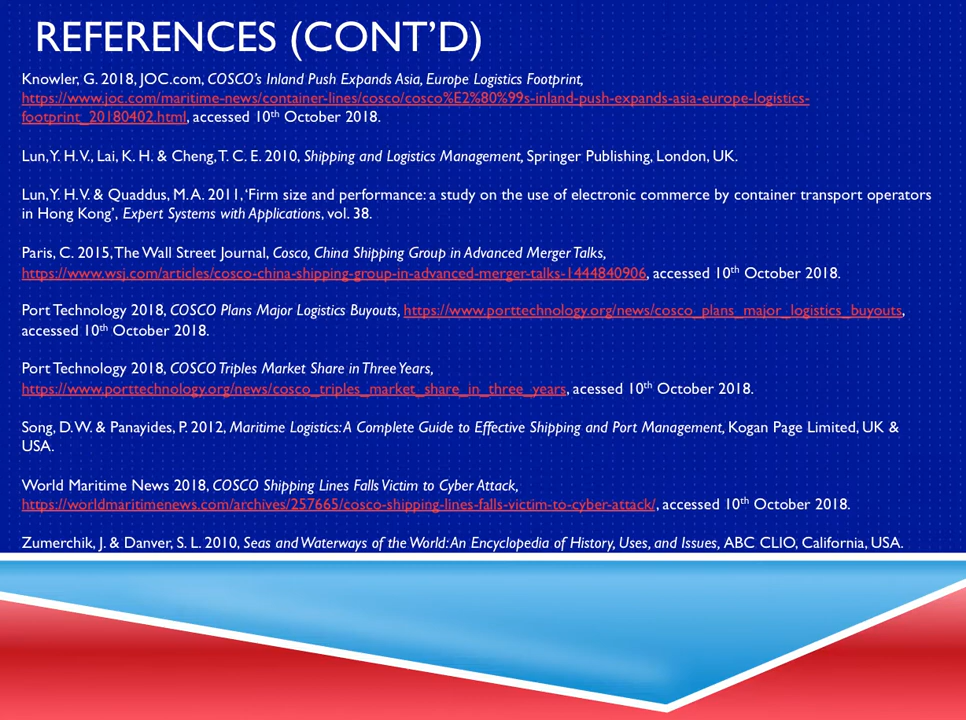 REFERENCES (CONT'D)
Knowler, G. 2018, JOC.com, COSCO's Inland Push Expands Asia, Europe Logistics Footprint,
https://www.joc.com/maritime-news/container-lines/cosco/cosco%E2%80%99s-inland-push-expands-asia-europe-logistics-
footprint_20180402.html, accessed 10th October 2018.
Lun, Y. H. V., Lai, K. H. & Cheng, T. C. E. 2010, Shipping and Logistics Management, Springer Publishing, London, UK.
Lun, Y. H. V. & Quaddus, M. A. 2011, 'Firm size and performance: a study on the use of electronic commerce by container transport operators
in Hong Kong', Expert Systems with Applications, vol. 38.
Paris, C. 2015, The Wall Street Journal, Cosco, China Shipping Group in Advanced Merger Talks,
https://www.wsj.com/articles/cosco-china-shipping-group-in-advanced-merger-talks-1444840906, accessed 10th October 2018.
Port Technology 2018, COSCO Plans Major Logistics Buyouts, https://www.porttechnology.org/news/cosco_plans_major_logistics_buyouts,
accessed 10th October 2018.
Port Technology 2018, COSCO Triples Market Share in Three Years,
https://www.porttechnology.org/news/cosco_triples_market_share_in_three_years, acessed 10th October 2018.
Song, D. W. & Panayides, P. 2012, Maritime Logistics: A Complete Guide to Effective Shipping and Port Management, Kogan Page Limited, UK &
USA.
World Maritime News 2018, COSCO Shipping Lines Falls Victim to Cyber Attack,
https://worldmaritimenews.com/archives/257665/cosco-shipping-lines-falls-victim-to-cyber-attack/, accessed 10th October 2018.
Zumerchik, J. & Danver, S. L. 2010, Seas and Waterways of the World: An Encyclopedia of History, Uses, and Issues, ABC CLIO, California, USA.